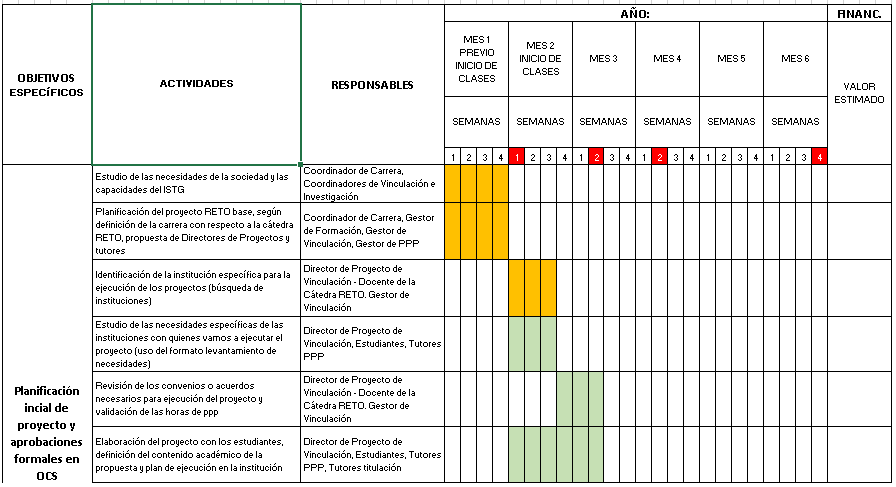 AÑO:
FINANC.
OBJETIVOS
ESPECÍFICOS
ACTIVIDADES
RESPONSABLES
MES 1
PREVIO
INICIO DE
CLASES
MES 2
INICIO DE
CLASES
MES 3
MES 4
MES 5
MES 6
VALOR
ESTIMADO
SEMANAS
SEMANAS
SEMANAS
SEMANAS
SEMANAS
SEMANAS
1 2 3 4 1 2 3 4 1 2 3 4 1 2 3 4 1 2 3 4 1 2 3 4
Planificación
incial de
proyecto y
aprobaciones
formales en
OCS
Estudio de las necesidades de la sociedad y las
capacidades del ISTG
Coordinador de Carrera,
Coordinadores de Vinculación e
Investigación
Planificación del proyecto RETO base, según
definición de la carrera con respecto a la cátedra
RETO, propuesta de Directores de Proyectos y
tutores
Coordinador de Carrera, Gestor
de Formación, Gestor de
Vinculación, Gestor de PPP
Identificación de la institución específica para la
ejecución de los proyectos (búsqueda de
instituciones)
Director de Proyecto de
Vinculación - Docente de la
Cátedra RETO. Gestor de
Vinculación
Estudio de las necesidades específicas de las
instituciones con quienes vamos a ejecutar el
proyecto (uso del formato levantamiento de
necesidades)
Director de Proyecto de
Vinculación, Estudiantes, Tutores
PPP
Revisión de los convenios o acuerdos
necesarios para ejecución del proyecto y
validación de las horas de ppp
Director de Proyecto de
Vinculación - Docente de la
Cátedra RETO. Gestor de
Vinculación
Elaboración del proyecto con los estudiantes,
definición del contenido académico de la
propuesta y plan de ejecución en la institución
Director de Proyecto de
Vinculación, Estudiantes, Tutores
PPP, Tutores titulación